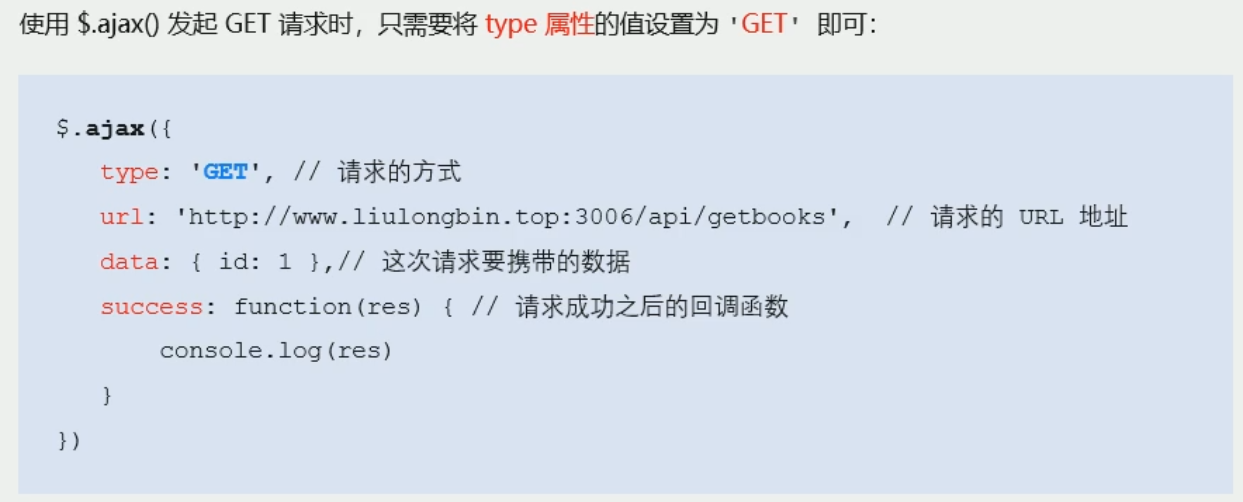 使用 $.ajax() 发起 GET 请求时，只需要将 type 属性的值设置为 'GET' 即可：
$.ajax({
   type: 'GET', // 请求的方式
   url: 'http://www.liulongbin.top:3006/api/getbooks',  // 请求的 URL 地址
   data: { id: 1 },// 这次请求要携带的数据
   success: function(res) { // 请求成功之后的回调函数
       console.log(res)
   }
})